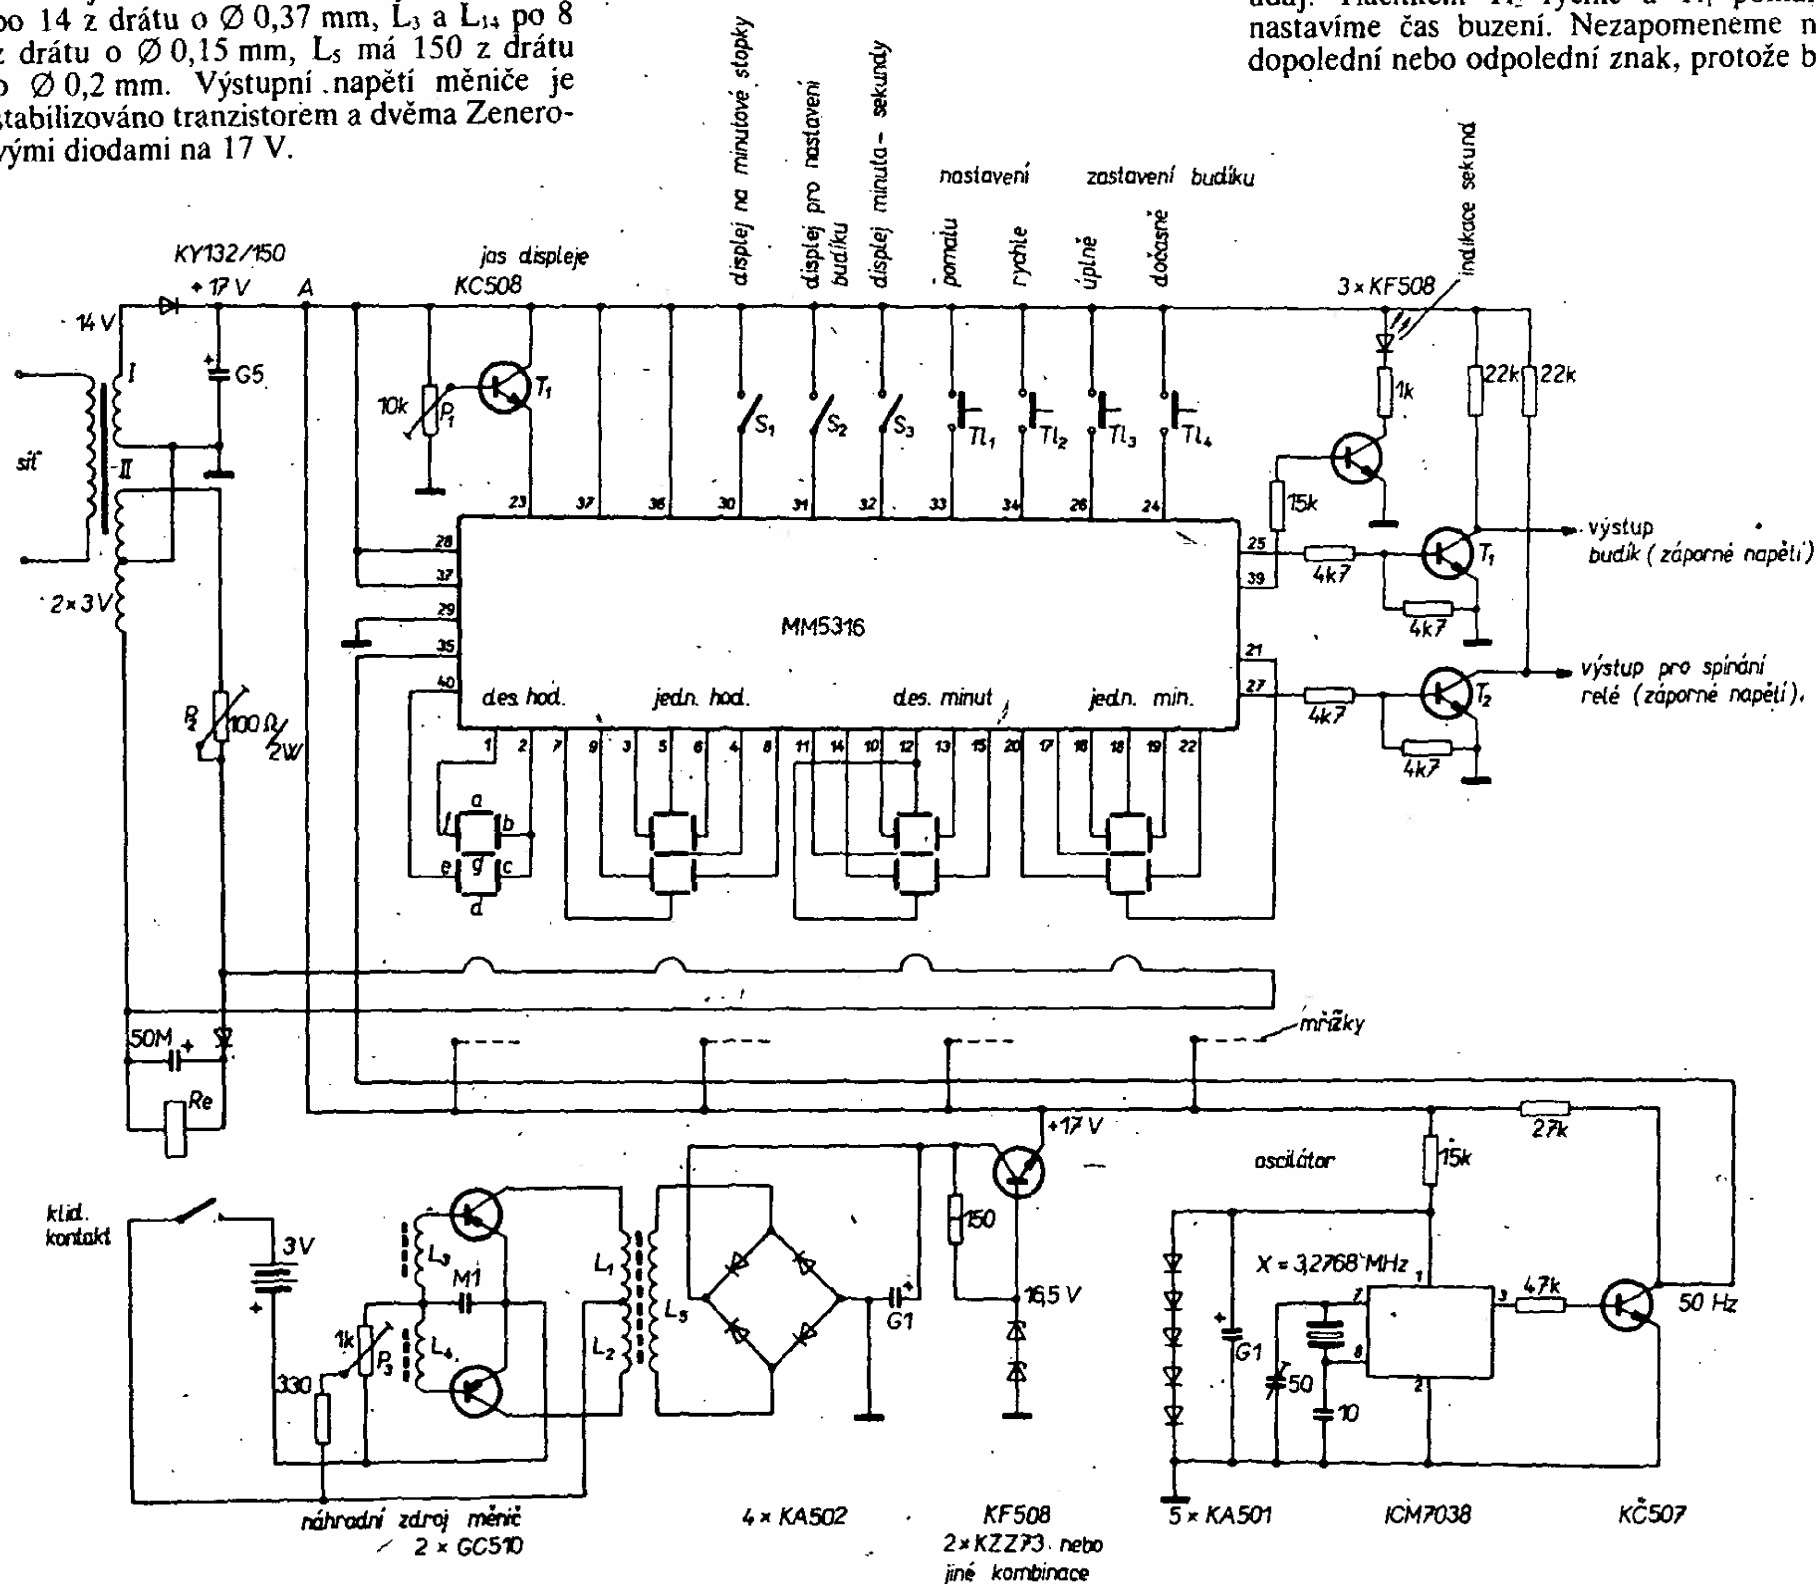 po 14 z drátu o Ø 0,37 mm, L3 a L14 po 8
z drátu o Ø 0,15 mm, L5 má 150 z drátu
o Ø 0,2 mm. Výstupní napětí měniče je
stabilizováno tranzistorem a dvěma Zenero-
vými diodami na 17 V.
nastavíme čas buzení. Nezapomeneme n
dopolední nebo odpolední znak, protože b
displej na minutové stopky
displej pro nastavení
budíku
displej minuta - sekundy
nastavení
pomalu
rychle
zastavení budíku
úplně
dočasně
indikace sekund
KY132/150
+17 V
A
jas displeje
KC508
3×KF508
14 V
I
G5
síť
II
2×3V
10k
P1
T1
S1
S2
S3
Tl1
Tl2
Tl3
Tl4
1k
22k
22k
15k
23
37
36
30
31
32
33
34
26
24
28
37
29
35
40
25
39
21
27
MM5316
des. hod.
jedn. hod.
des. minut
jedn. min.
4k7
T1
4k7
výstup
budík (záporné napětí)
4k7
T2
4k7
výstup pro spínání
relé (záporné napětí).
P2
100Ω/
2W
1
2
7
9
3
5
6
4
8
11
14
10
12
13
15
20
17
16
18
19
22
a
f
b
e
g
c
d
50M
+
Re
mřížky
+17 V
27k
15k
oscilátor
klid.
kontakt
3V
+
L3
M1
L4
1k
P3
330
L1
L2
L5
G1
+
150
16,5 V
X = 3,2768 MHz
+
G1
50
10
1
7
8
2
3
47k
50 Hz
náhradní zdroj měnič
2 × GC510
4 × KA502
KF508
2×KZZ73 nebo
jiné kombinace
5 × KA501
ICM7038
KČ507